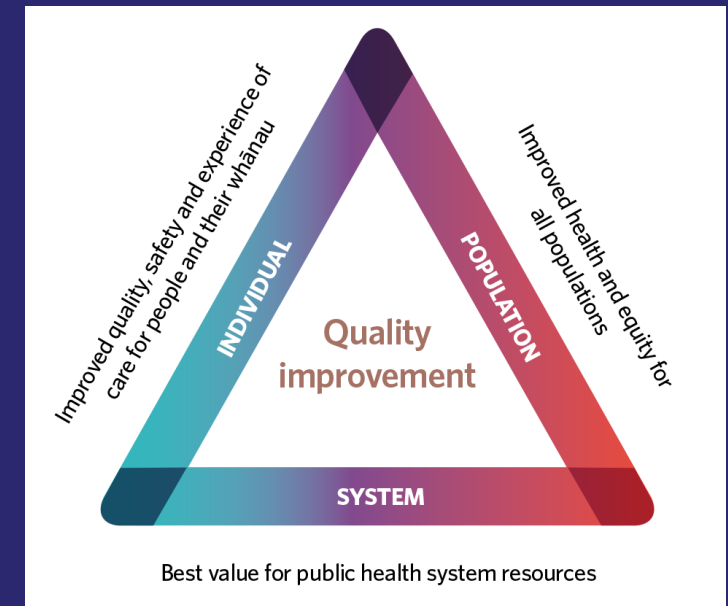 Improved quality, safety and experience of
care for people and their whānau
INDIVIDUAL
Improved health and equity for
all populations
POPULATION
Quality
improvement
SYSTEM
Best value for public health system resources